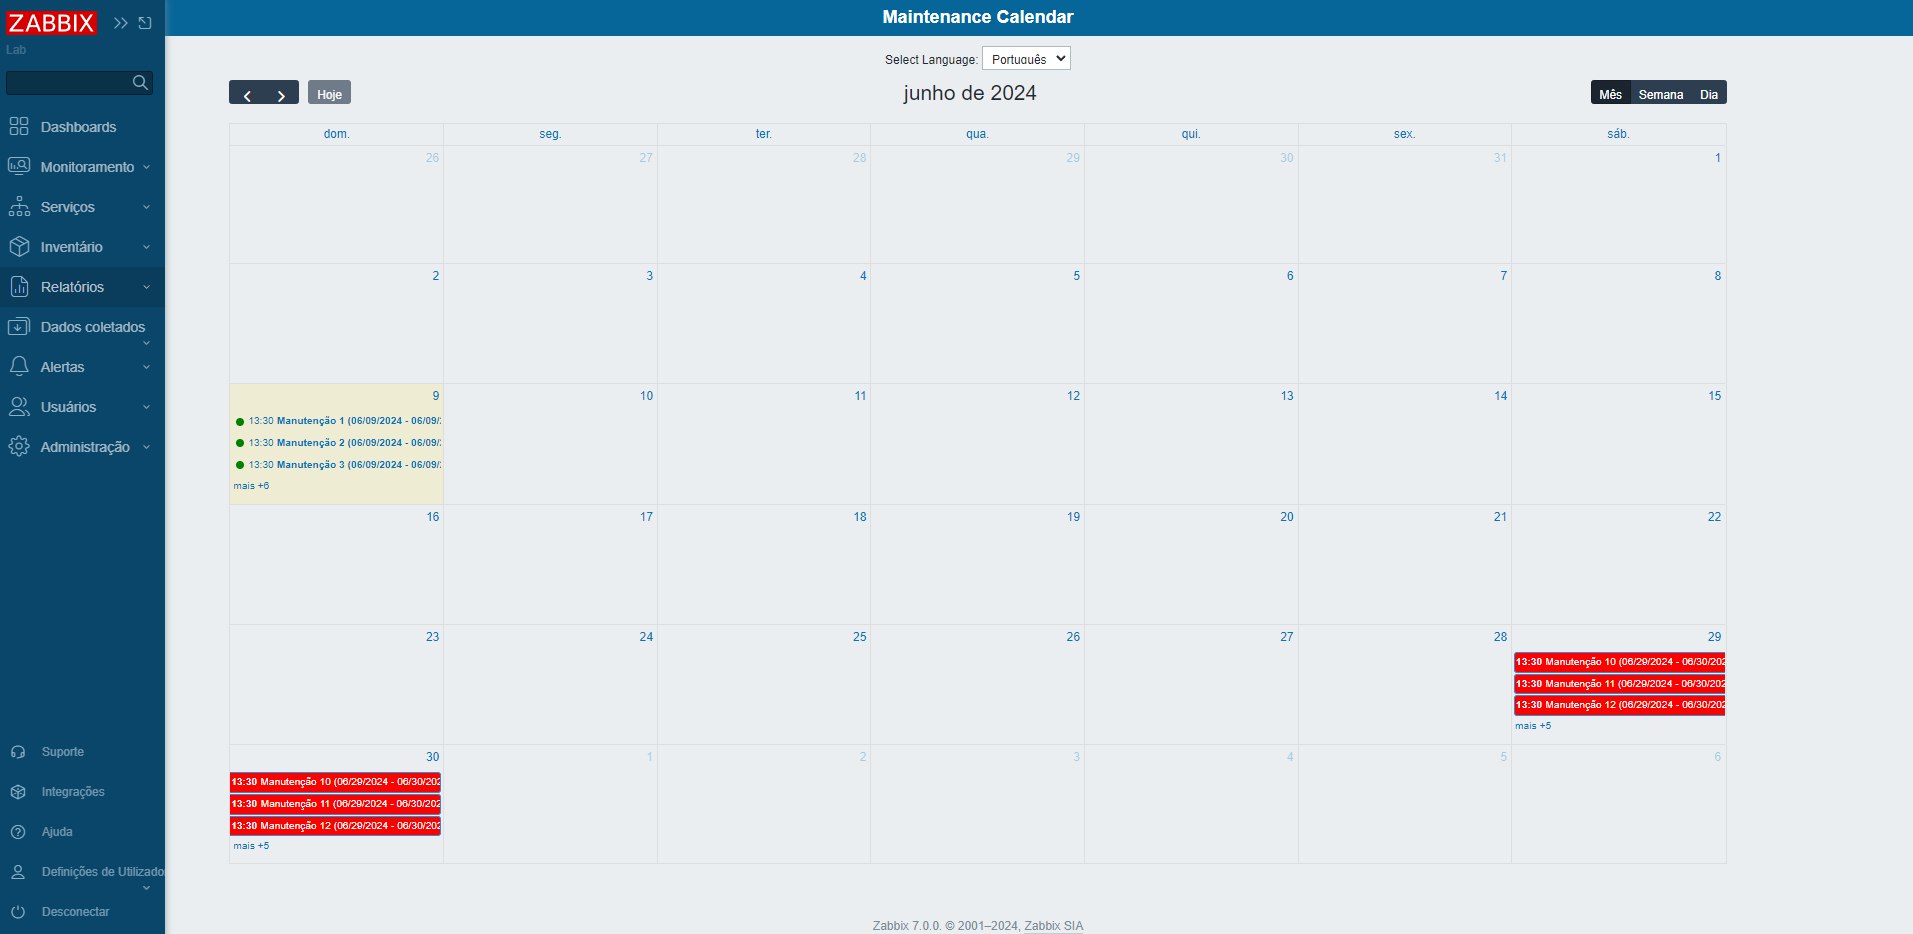 ZABBIX
Lab
Dashboards
Monitoramento
Serviços
Inventário
Relatórios
Dados coletados
Alertas
Usuários
Administração
Suporte
Integrações
Ajuda
Definições de Utilizado
Desconectar
Maintenance Calendar
Select Language: Português
Hoje
junho de 2024
Mês Semana Dia
dom. seg. ter. qua. qui. sex. sáb.
26 27 28 29 30 31 1
2 3 4 5 6 7 8
9 10 11 12 13 14 15
13:30 Manutenção 1 (06/09/2024 - 06/09/
13:30 Manutenção 2 (06/09/2024 - 06/09/
13:30 Manutenção 3 (06/09/2024 - 06/09/
mais +6
16 17 18 19 20 21 22
23 24 25 26 27 28 29
13:30 Manutenção 10 (06/29/2024 - 06/30/202
13:30 Manutenção 11 (06/29/2024 - 06/30/202
13:30 Manutenção 12 (06/29/2024 - 06/30/202
mais +5
30 1 2 3 4 5 6
13:30 Manutenção 10 (06/29/2024 - 06/30/202
13:30 Manutenção 11 (06/29/2024 - 06/30/202
13:30 Manutenção 12 (06/29/2024 - 06/30/202
mais +5
Zabbix 7.0.0. © 2001–2024, Zabbix SIA